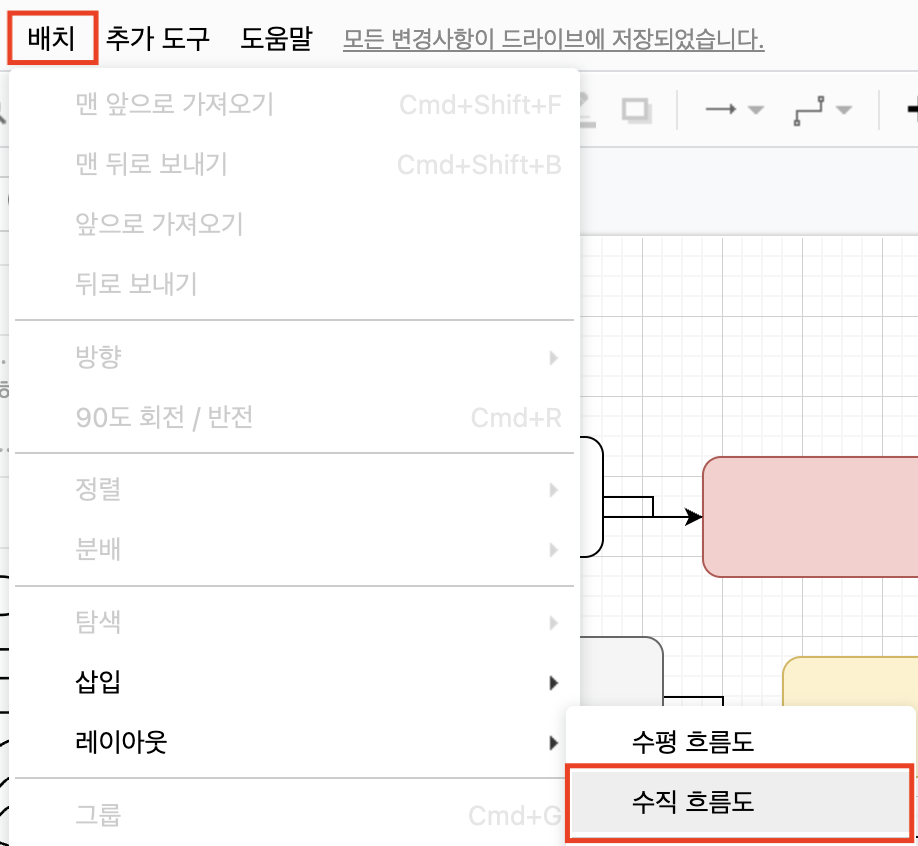 배치 추가 도구 도움말 모든 변경사항이 드라이브에 저장되었습니다.
맨 앞으로 가져오기 Cmd+Shift+F
맨 뒤로 보내기 Cmd+Shift+B
앞으로 가져오기
뒤로 보내기
방향
90도 회전 / 반전 Cmd+R
정렬
분배
탐색
삽입
레이아웃
수평 흐름도
수직 흐름도
그룹 Cmd+G